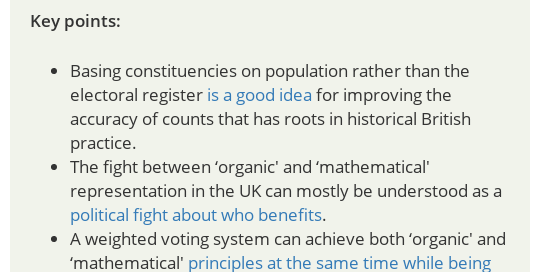 Key points:
Basing constituencies on population rather than the
electoral register is a good idea for improving the
accuracy of counts that has roots in historical British
practice.
The fight between ‘organic' and ‘mathematical'
representation in the UK can mostly be understood as a
political fight about who benefits.
A weighted voting system can achieve both ‘organic' and
‘mathematical' principles at the same time while being